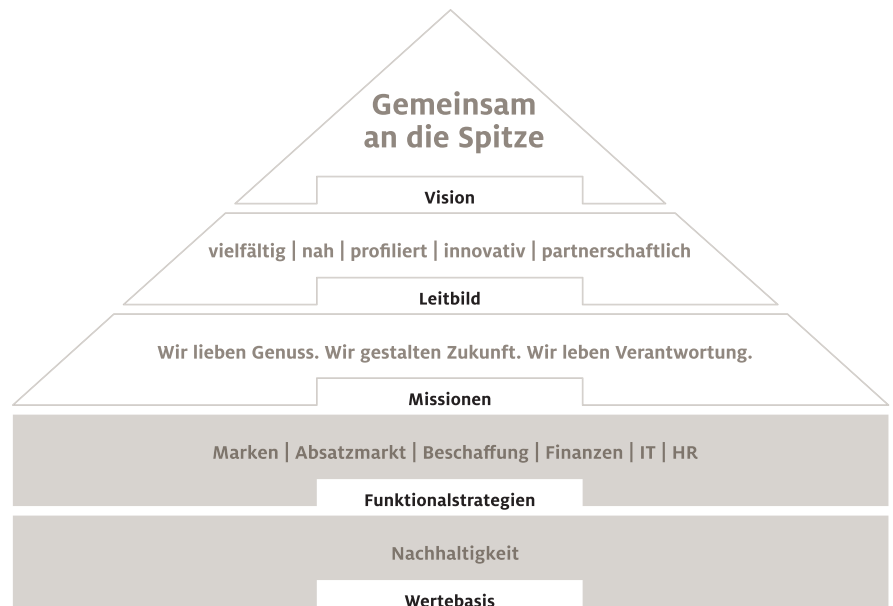 Gemeinsam
an die Spitze
Vision
vielfältig | nah | profiliert | innovativ | partnerschaftlich
Leitbild
Wir lieben Genuss. Wir gestalten Zukunft. Wir leben Verantwortung.
Missionen
Marken | Absatzmarkt | Beschaffung | Finanzen | IT | HR
Funktionalstrategien
Nachhaltigkeit
Wertebasis